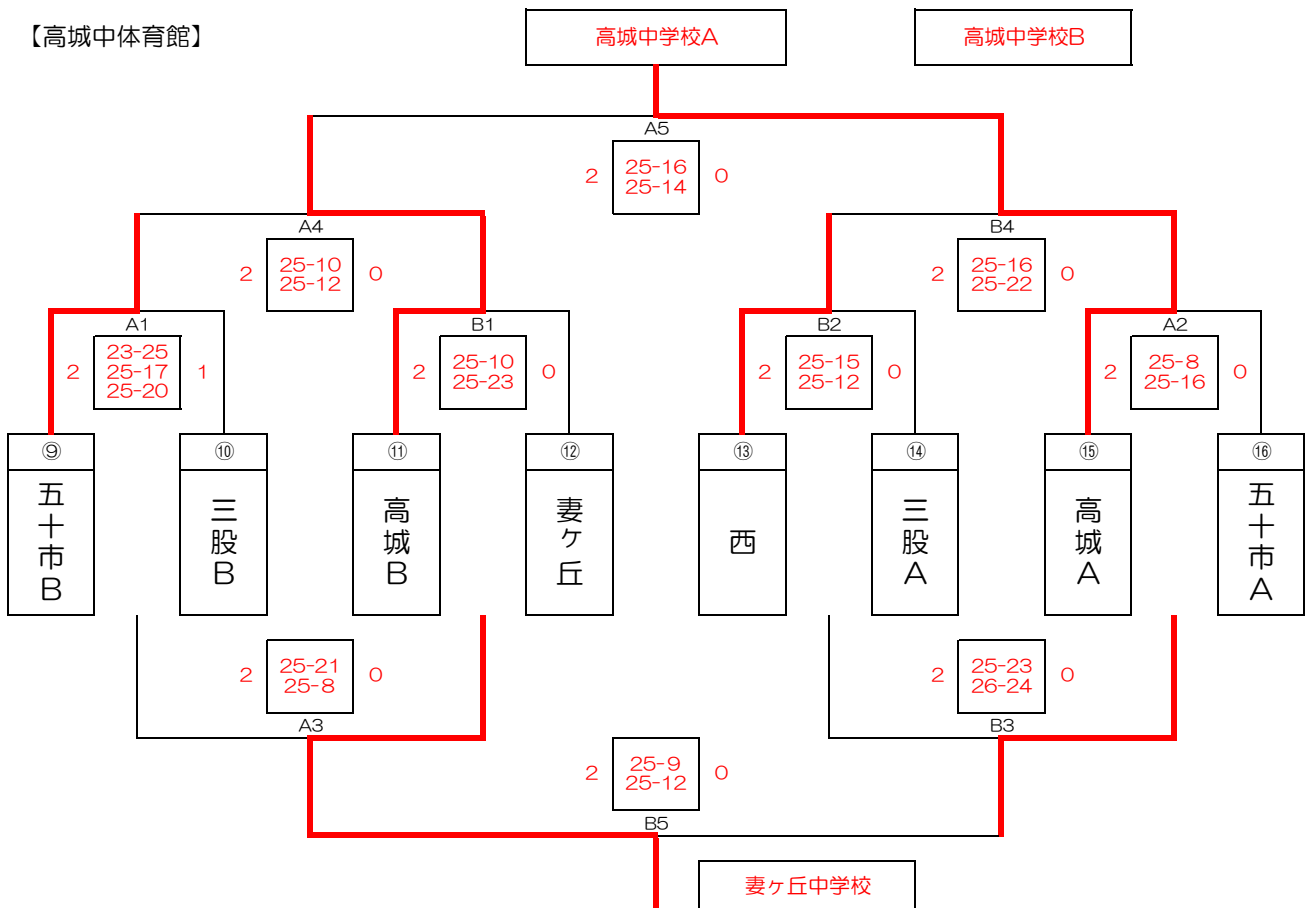 【高城中体育館】
高城中学校A
高城中学校B
A5
2 25-16 0
25-14
A4
2 25-10 0
25-12
B4
2 25-16 0
25-22
A1
2 23-25 1
25-17
25-20
B1
2 25-10 0
25-23
B2
2 25-15 0
25-12
A2
2 25-8 0
25-16
⑨ ⑩ ⑪ ⑫ ⑬ ⑭ ⑮ ⑯
五十市B
三股B
高城B
妻ケ丘
西
三股A
高城A
五十市A
2 25-21 0
25-8
A3
2 25-23 0
26-24
B3
2 25-9 0
25-12
B5
妻ヶ丘中学校